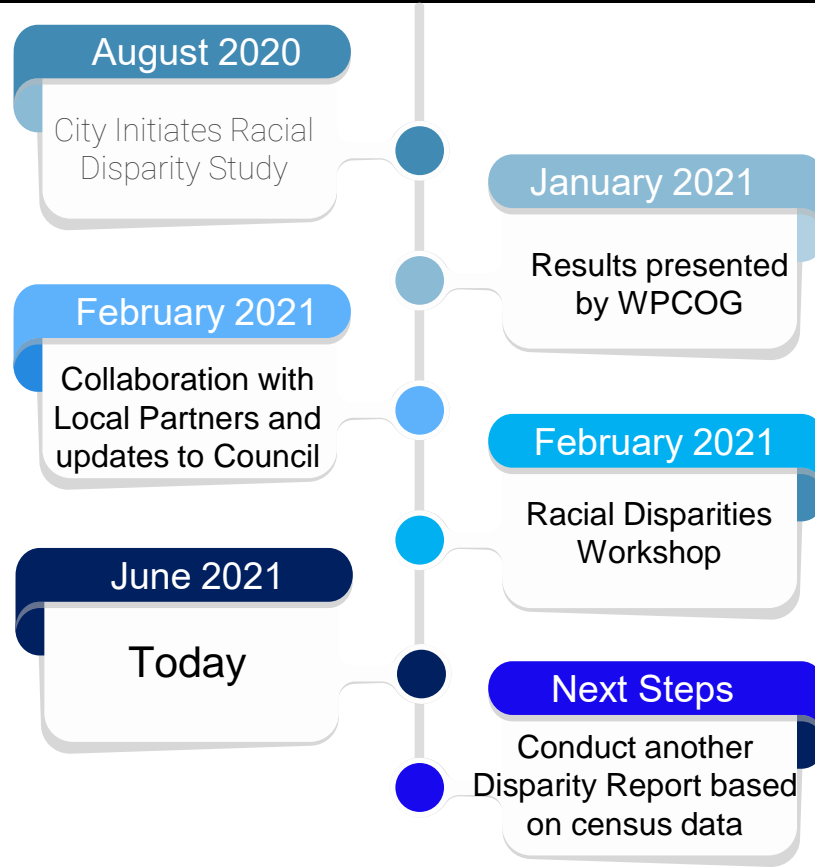 August 2020
City Initiates Racial
Disparity Study
January 2021
Results presented
by WPCOG
February 2021
Collaboration with
Local Partners and
updates to Council
February 2021
Racial Disparities
Workshop
June 2021
Today
Next Steps
Conduct another
Disparity Report based
on census data